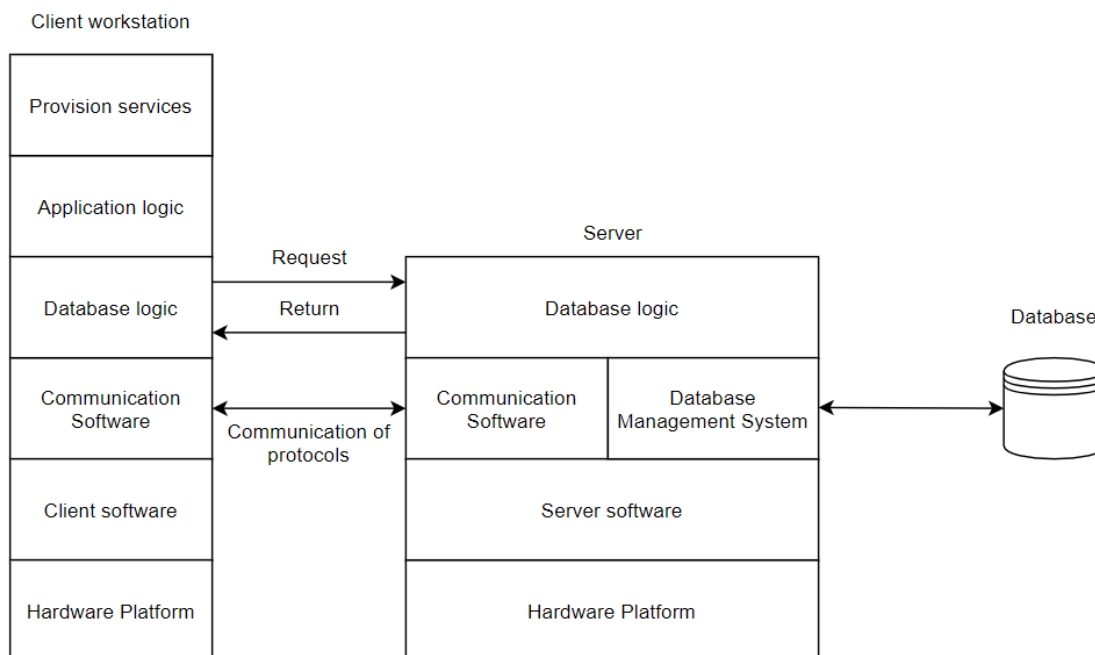 Client workstation
Provision services
Application logic
Server
Request
Database logic
Return
Database logic
Database
Communication
Software
Communication of
protocols
Communication
Software
Database
Management System
Client software
Server software
Hardware Platform
Hardware Platform